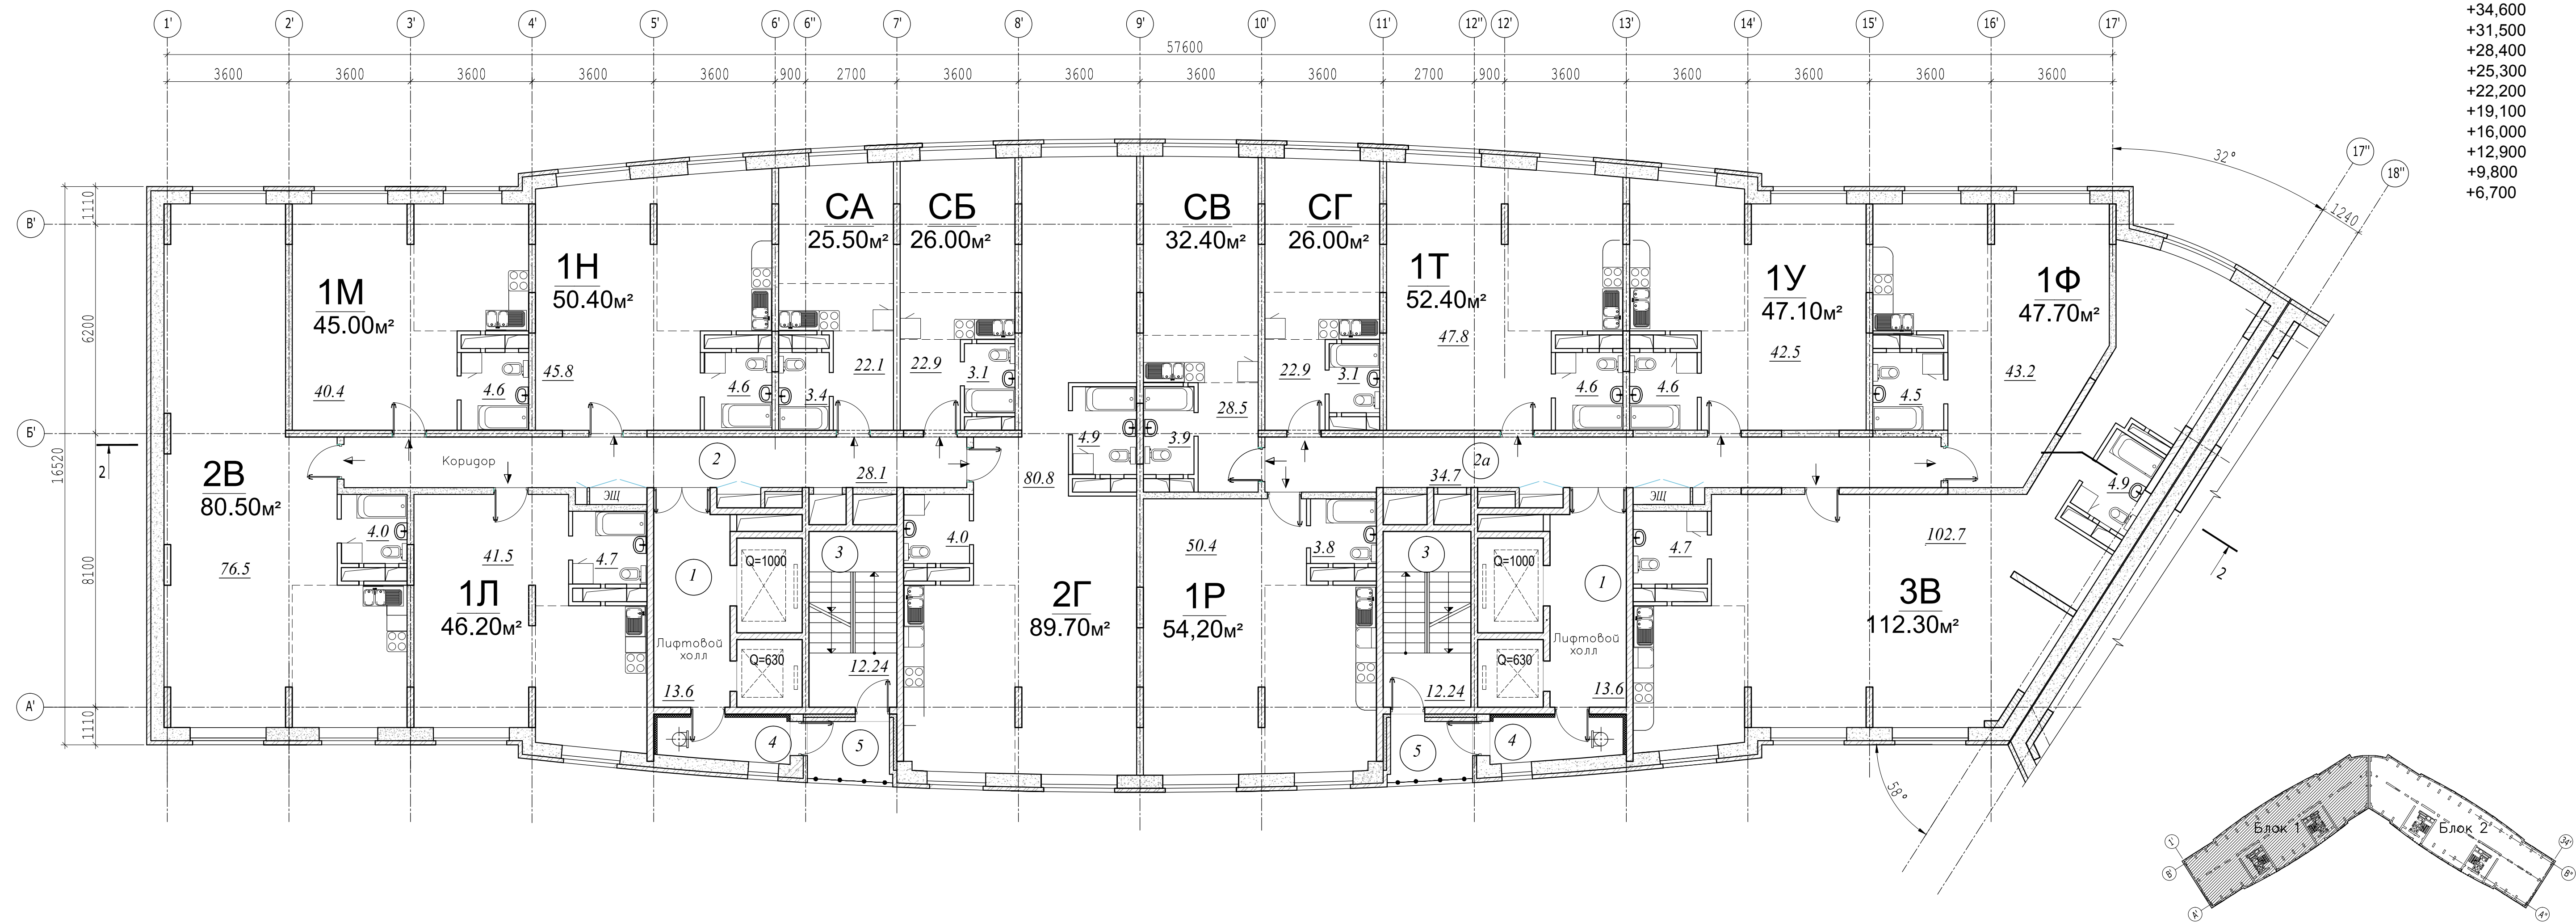 1' 2' 3' 4' 5' 6' 6'' 7' 8' 9' 10' 11' 12'' 12' 13' 14' 15' 16' 17'
57600
3600 3600 3600 3600 3600 900 2700 3600 3600 3600 3600 2700 900 3600 3600 3600 3600 3600
+34,600
+31,500
+28,400
+25,300
+22,200
+19,100
+16,000
+12,900
+9,800
+6,700
32°
17''
18''
1240
В'
Б'
А'
1110
6200
16520
8100
1110
2
2
1М
45.00м²
40.4
4.6
1Н
50.40м²
45.8
4.6
СА
25.50м²
22.1
3.4
СБ
26.00м²
22.9
3.1
СВ
32.40м²
28.5
3.9
СГ
26.00м²
22.9
3.1
1Т
52.40м²
47.8
4.6
1У
47.10м²
42.5
4.6
1Ф
47.70м²
43.2
4.5
Коридор
2
28.1
2а
34.7
2В
80.50м²
76.5
4.0
1Л
46.20м²
41.5
4.7
ЭЩ
1
Лифтовой
холл
13.6
Q=1000
Q=630
3
12.24
4
5
2Г
89.70м²
80.8
4.9
4.0
1Р
54,20м²
50.4
3.8
3
12.24
Q=1000
Q=630
1
Лифтовой
холл
13.6
5
4
ЭЩ
4.7
3В
112.30м²
102.7
4.9
58°
Блок 1
Блок 2
1'
34'